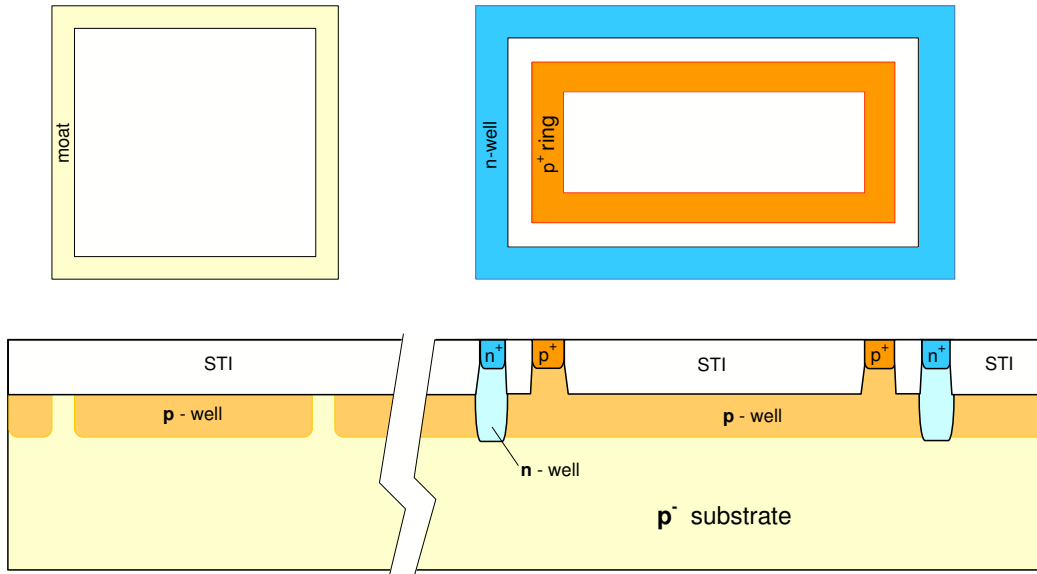 moat
n-well
p⁺ ring
STI
n⁺
p⁺
STI
p⁺
n⁺
STI
p - well
p - well
n - well
p⁻ substrate